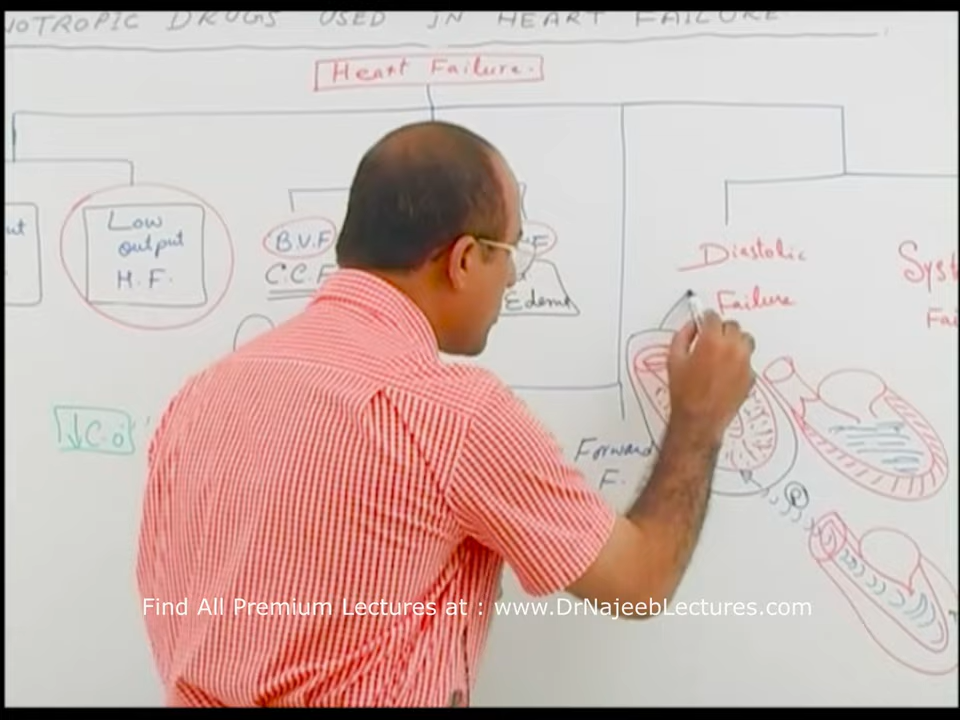 NOTROPIC DRUGS USED IN HEART FAILURE
Heart Failure.
Low
output
H.F.
B.V.F
C.C.F
F
Edema
Diastolic
Failure
Syst
Fai
↓C.O
Forward
F.
P
Find All Premium Lectures at : www.DrNajeebLectures.com